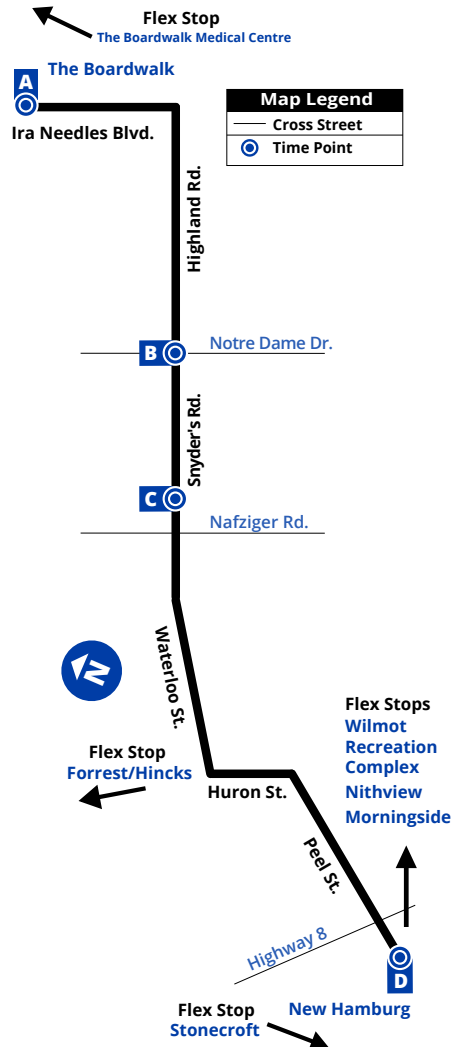 Flex Stop
The Boardwalk Medical Centre
A
The Boardwalk
Ira Needles Blvd.
Map Legend
Cross Street
Time Point
Highland Rd.
B
Notre Dame Dr.
Snyder's Rd.
C
Nafziger Rd.
Waterloo St.
N
Flex Stop
Forrest/Hincks
Huron St.
Flex Stops
Wilmot
Recreation
Complex
Nithview
Morningside
Peel St.
Highway 8
D
New Hamburg
Flex Stop
Stonecroft